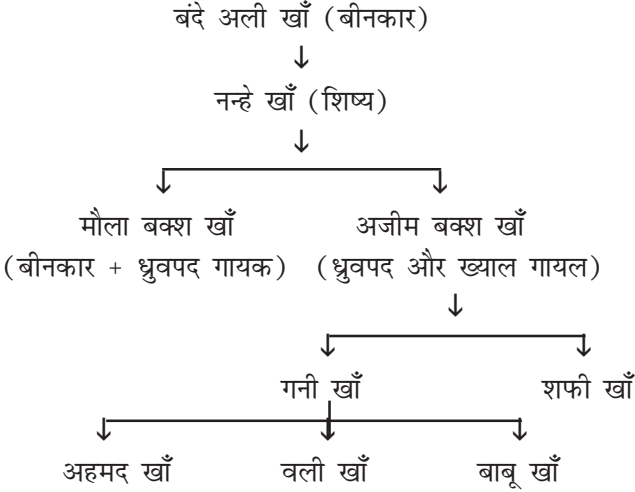 बंदे अली खाँ (बीनकार)
नन्हे खाँ (शिष्य)
मौला बक्श खाँ अजीम बक्श खाँ
(बीनकार + ध्रुवपद गायक) (ध्रुवपद और ख्याल गायल)
गनी खाँ शफी खाँ
अहमद खाँ वली खाँ बाबू खाँ